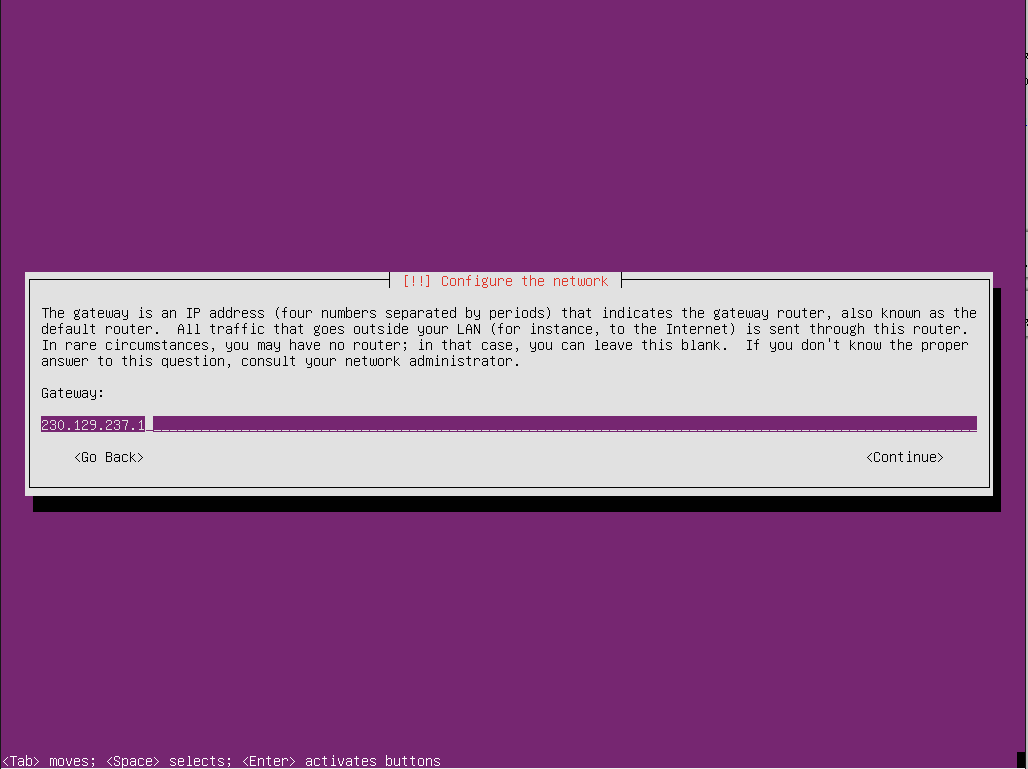 [!!] Configure the network
The gateway is an IP address (four numbers separated by periods) that indicates the gateway router, also known as the
default router.  All traffic that goes outside your LAN (for instance, to the Internet) is sent through this router.
In rare circumstances, you may have no router; in that case, you can leave this blank.  If you don't know the proper
answer to this question, consult your network administrator.
Gateway:
230.129.237.1
<Go Back> <Continue>
<Tab> moves; <Space> selects; <Enter> activates buttons